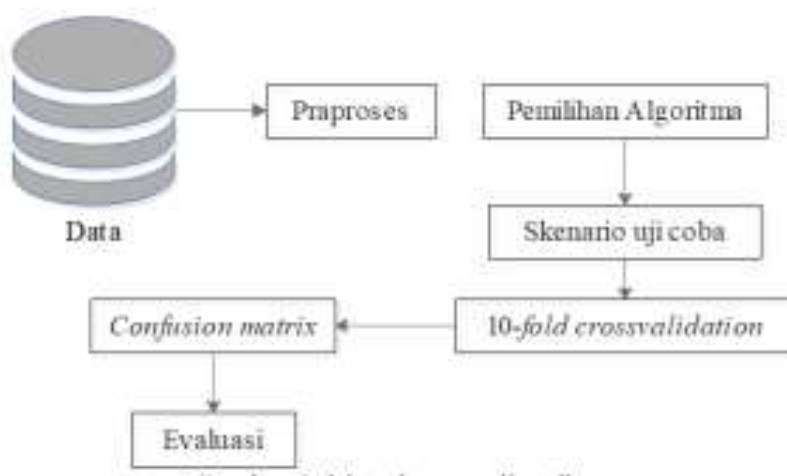 Data
Praproses
Pemilihan Algoritma
Skenario uji coba
10-fold crossvalidation
Confusion matrix
Evaluasi